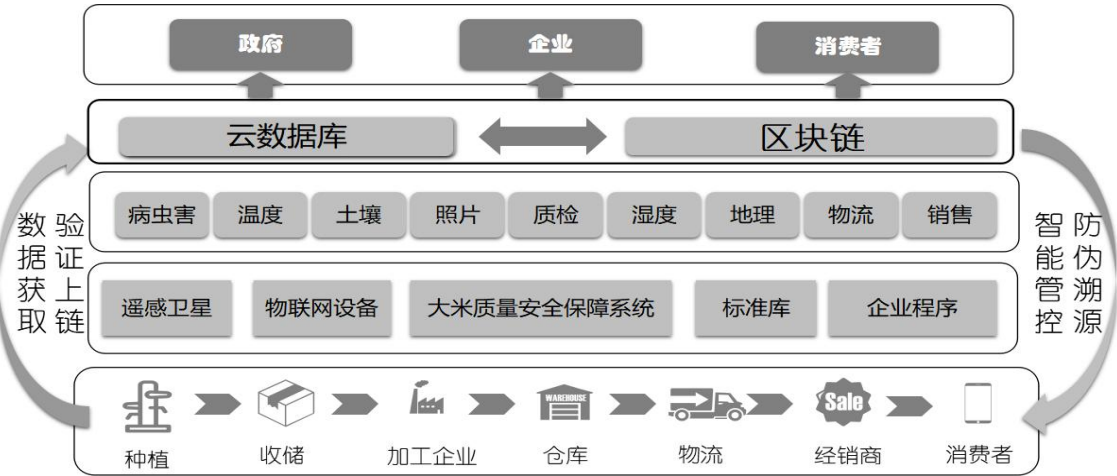 政府
企业
消费者
云数据库
区块链
病虫害
温度
土壤
照片
质检
湿度
地理
物流
销售
数据获取
验证上链
智能管控
防伪溯源
遥感卫星
物联网设备
大米质量安全保障系统
标准库
企业程序
WAREHOUSE
Sale
种植
收储
加工企业
仓库
物流
经销商
消费者